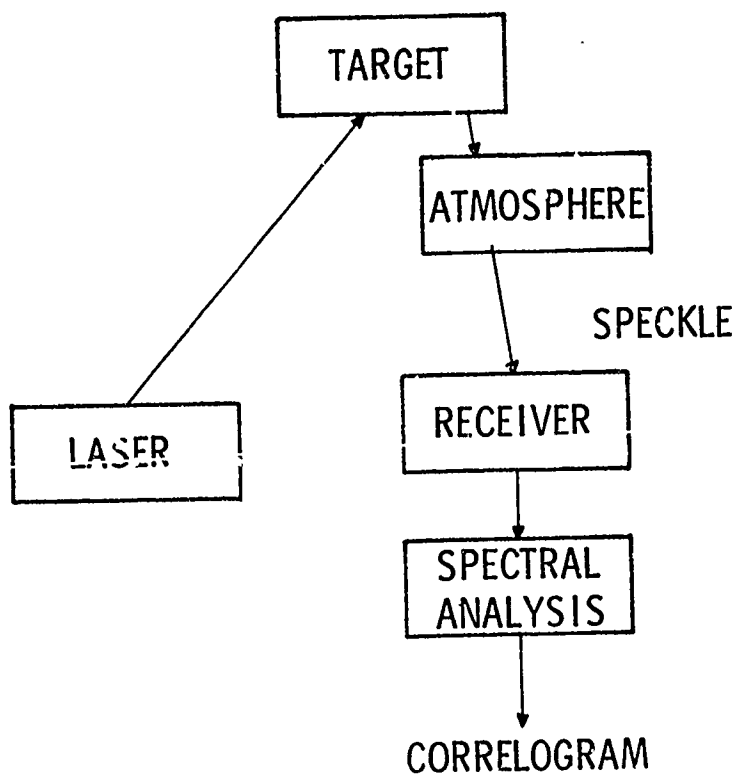 TARGET
ATMOSPHERE
SPECKLE
LASER
RECEIVER
SPECTRAL
ANALYSIS
CORRELOGRAM